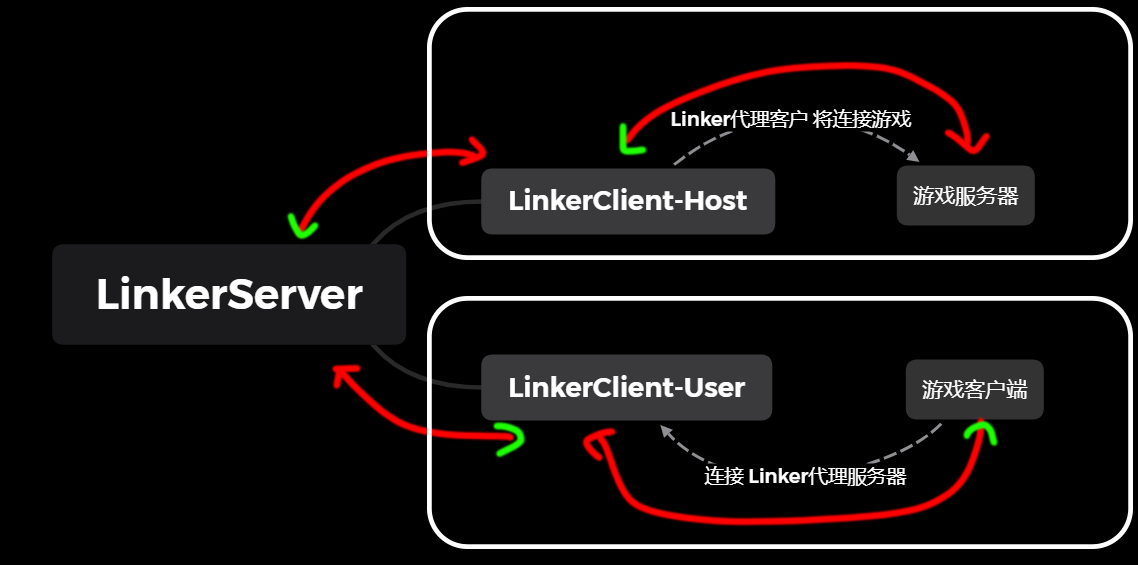 Linker代理客户 将连接游戏
LinkerClient-Host
游戏服务器
LinkerServer
LinkerClient-User
游戏客户端
连接 Linker代理服务器